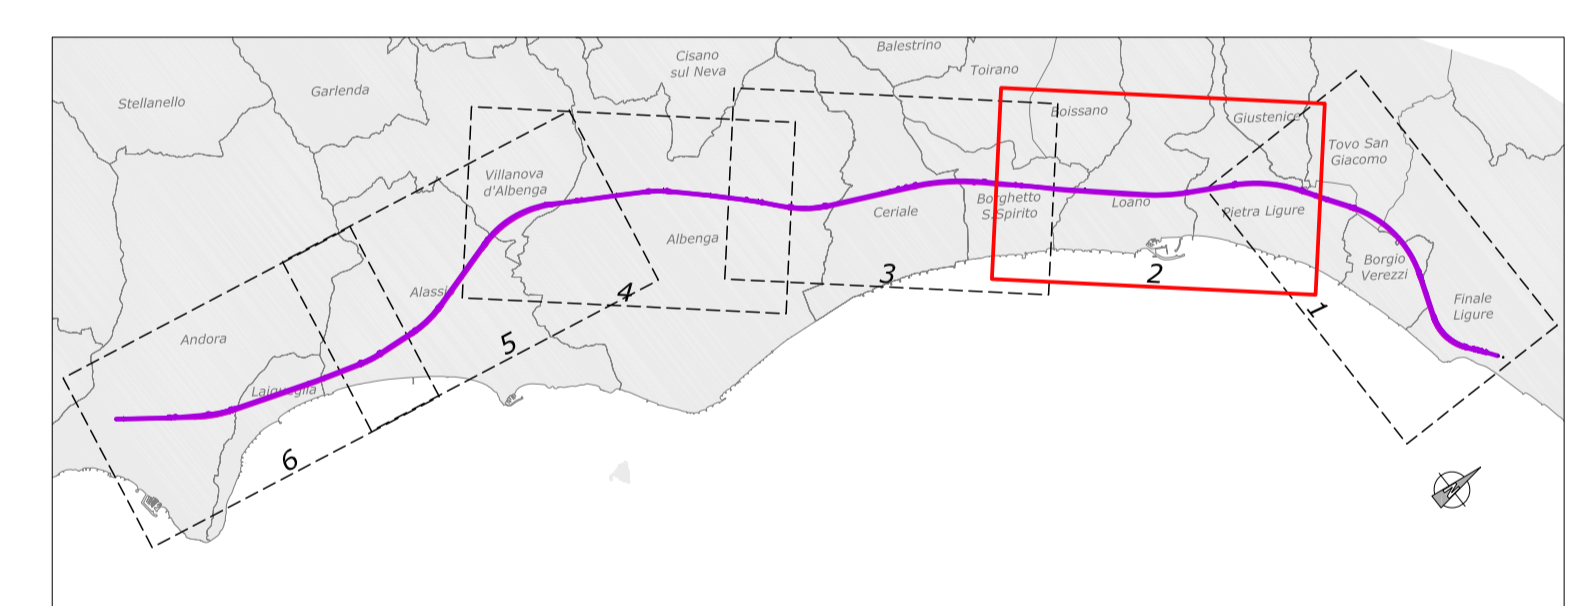 Balestrino
Cisano
sul Neva
Toirano
Garlenda
Stellanello
Boissano
Giustenice
Tovo San
Giacomo
Villanova
d'Albenga
Borghetto
S.Spirito
Loano
Pietra Ligure
Ceriale
Albenga
Borgio
Verezzi
3
2
Alassio
4
1
Finale
Ligure
Andora
5
Laigueglia
6
N